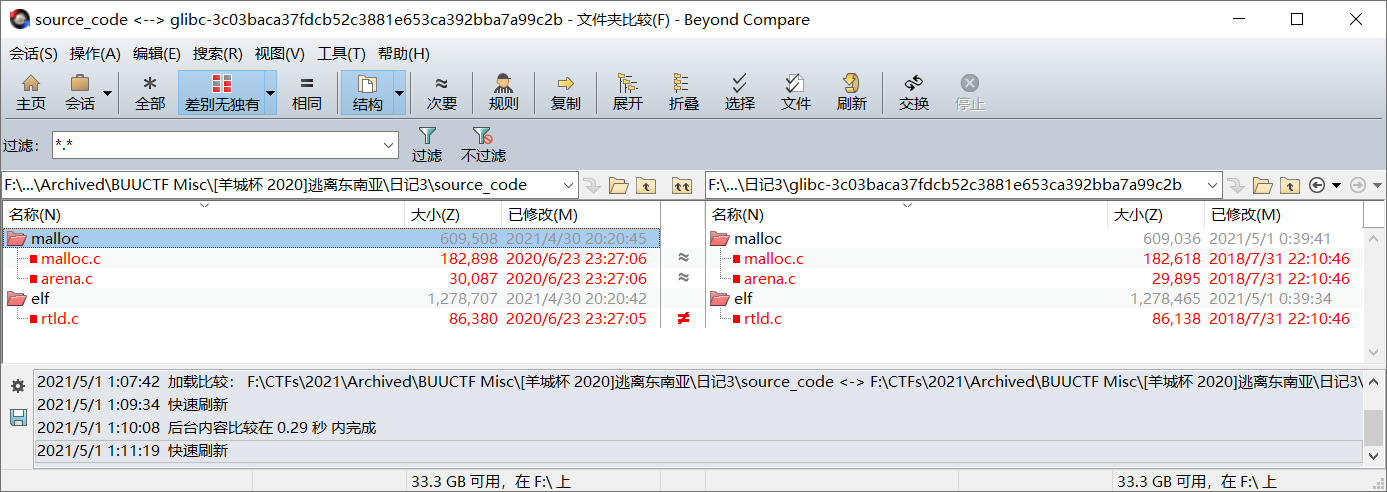 source_code <--> glibc-3c03baca37fdcb52c3881e653ca392bba7a99c2b - 文件夹比较(F) - Beyond Compare
会话(S) 操作(A) 编辑(E) 搜索(R) 视图(V) 工具(T) 帮助(H)
主页 会话 全部 差别无独有 相同 结构 次要 规则 复制 展开 折叠 选择 文件 刷新 交换 停止
过滤: *.* 过滤 不过滤
F:\...\Archived\BUUCTF Misc\[羊城杯 2020]逃离东南亚\日记3\source_code F:\...\日记3\glibc-3c03baca37fdcb52c3881e653ca392bba7a99c2b
名称(N) 大小(Z) 已修改(M) 名称(N) 大小(Z) 已修改(M)
malloc 609,508 2021/4/30 20:20:45 malloc 609,036 2021/5/1 0:39:41
malloc.c 182,898 2020/6/23 23:27:06 ≈ malloc.c 182,618 2018/7/31 22:10:46
arena.c 30,087 2020/6/23 23:27:06 ≈ arena.c 29,895 2018/7/31 22:10:46
elf 1,278,707 2021/4/30 20:20:42 elf 1,278,465 2021/5/1 0:39:34
rtld.c 86,380 2020/6/23 23:27:05 ≠ rtld.c 86,138 2018/7/31 22:10:46
2021/5/1 1:07:42 加载比较: F:\CTFs\2021\Archived\BUUCTF Misc\[羊城杯 2020]逃离东南亚\日记3\source_code <-> F:\CTFs\2021\Archived\BUUCTF Misc\[羊城杯 2020]逃离东南亚\日记3\
2021/5/1 1:09:34 快速刷新
2021/5/1 1:10:08 后台内容比较在 0.29 秒 内完成
2021/5/1 1:11:19 快速刷新
33.3 GB 可用，在 F:\ 上 33.3 GB 可用，在 F:\ 上